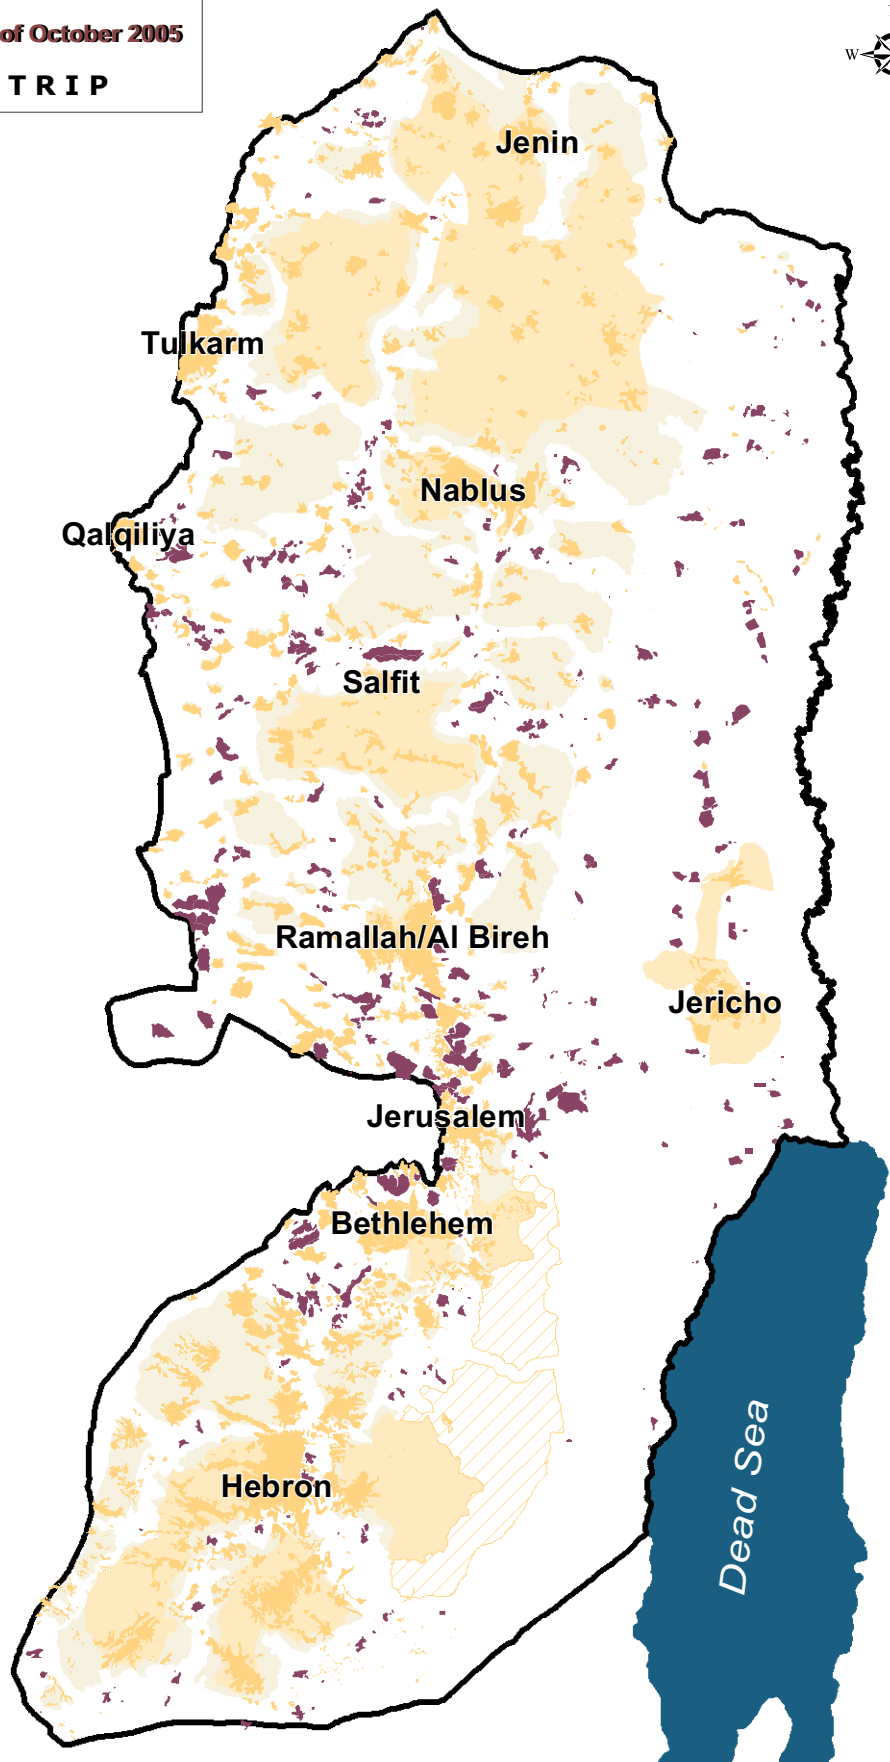 of October 2005
TRIP
W
Jenin
Tulkarm
Nablus
Qalqiliya
Salfit
Ramallah/Al Bireh
Jericho
Jerusalem
Bethlehem
Hebron
Dead Sea